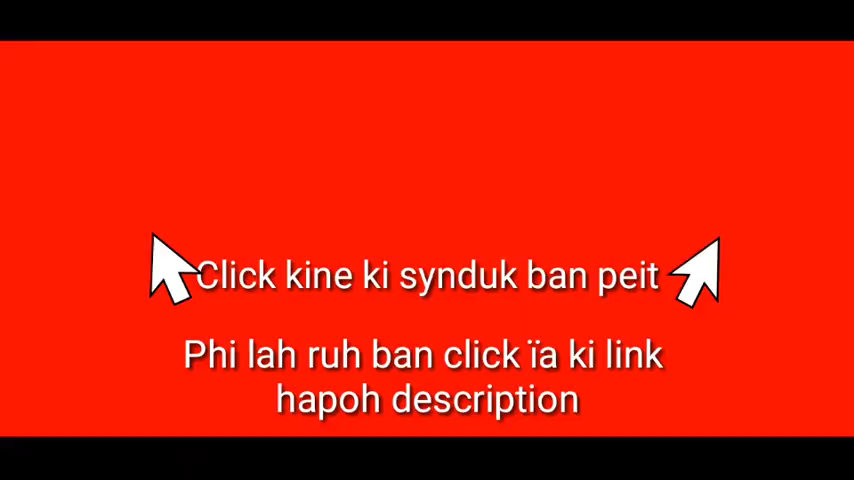 Click kine ki synduk ban peit
Phi lah ruh ban click ïa ki link
hapoh description